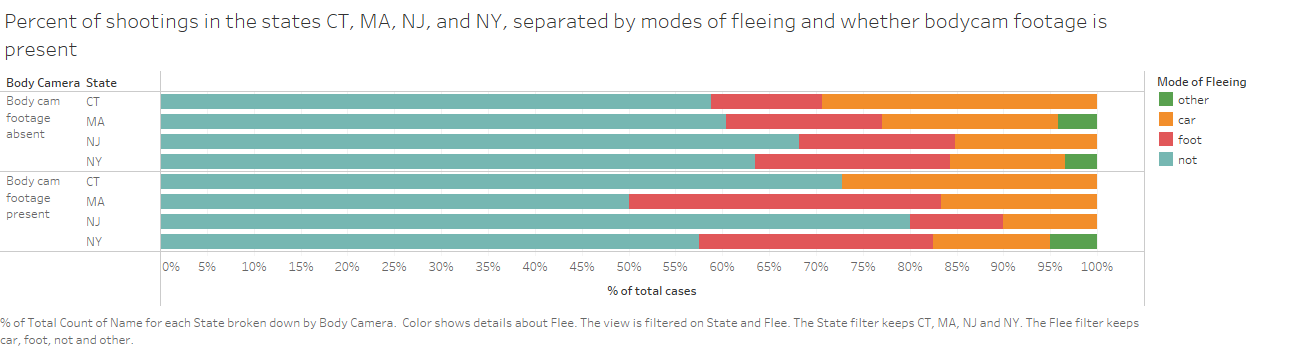 Percent of shootings in the states CT, MA, NJ, and NY, separated by modes of fleeing and whether bodycam footage is
present
Body Camera State
Mode of Fleeing
Body cam
footage
absent
CT
MA
NJ
NY
Body cam
footage
present
CT
MA
NJ
NY
other
car
foot
not
0% 5% 10% 15% 20% 25% 30% 35% 40% 45% 50% 55% 60% 65% 70% 75% 80% 85% 90% 95% 100%
% of total cases
% of Total Count of Name for each State broken down by Body Camera. Color shows details about Flee. The view is filtered on State and Flee. The State filter keeps CT, MA, NJ and NY. The Flee filter keeps
car, foot, not and other.